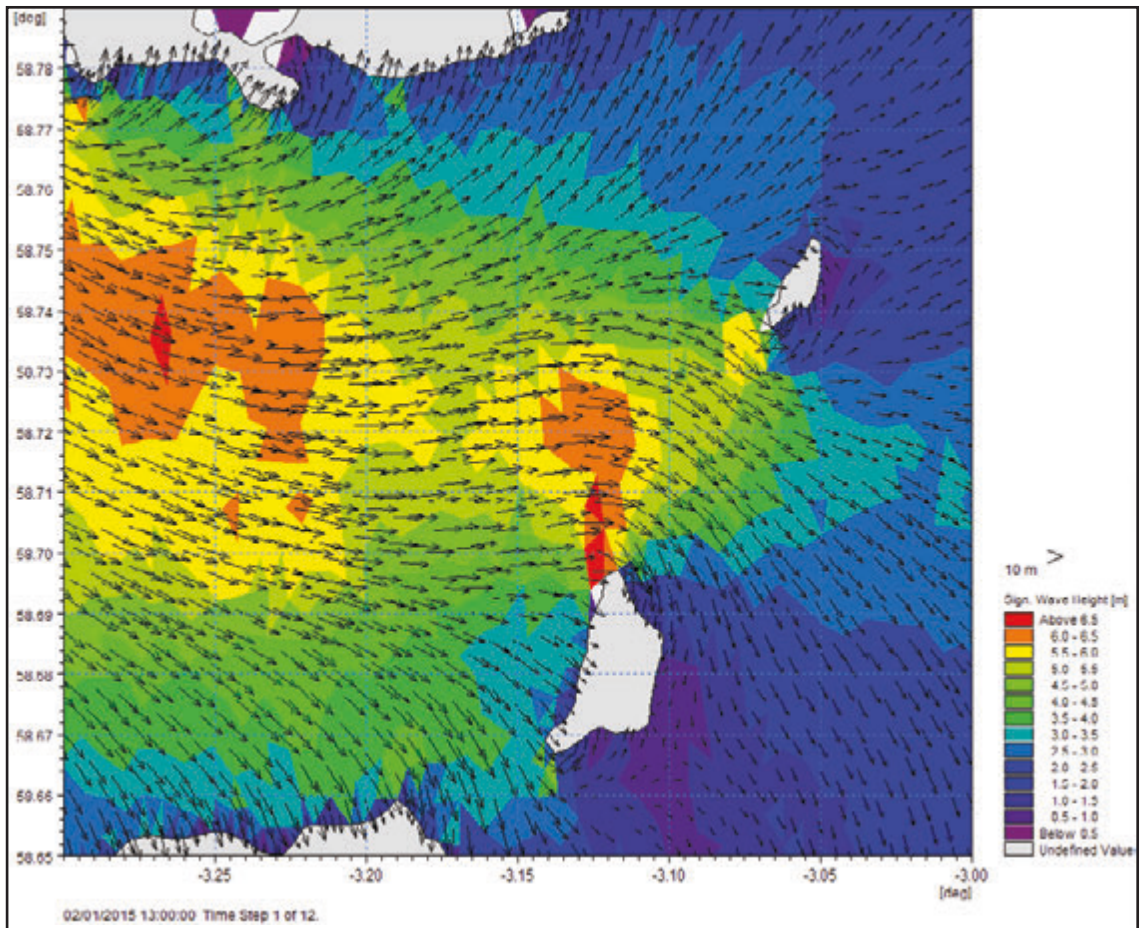 [deg]
58.78
58.77
58.76
58.75
58.74
58.73
58.72
58.71
58.70
58.69
58.68
58.67
58.66
58.65
-3.25
-3.20
-3.15
-3.10
-3.05
-3.00
[deg]
02/01/2015 13:00:00 Time Step 1 of 12.
10 m
Sign. Wave Height [m]
Above 6.5
6.0 - 6.5
5.5 - 6.0
5.0 - 5.5
4.5 - 5.0
4.0 - 4.5
3.5 - 4.0
3.0 - 3.5
2.5 - 3.0
2.0 - 2.5
1.5 - 2.0
1.0 - 1.5
0.5 - 1.0
Below 0.5
Undefined Value